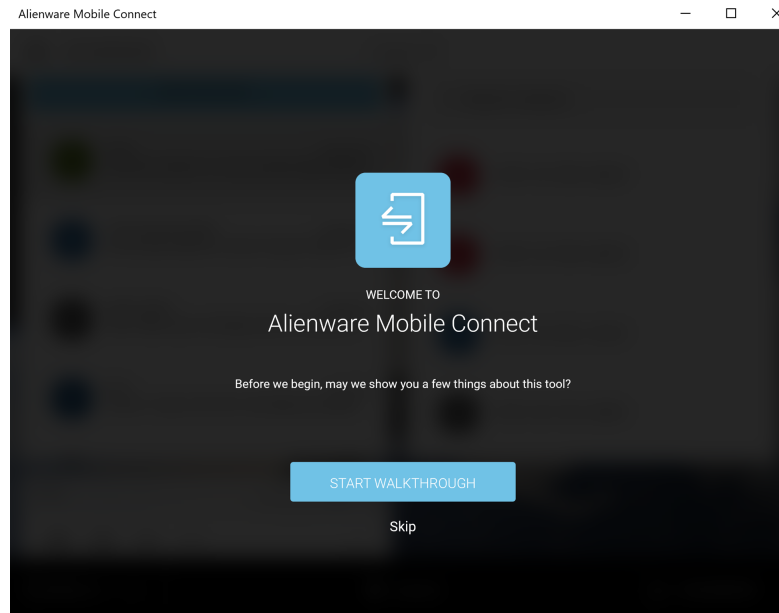 Alienware Mobile Connect
WELCOME TO
Alienware Mobile Connect
Before we begin, may we show you a few things about this tool?
START WALKTHROUGH
Skip